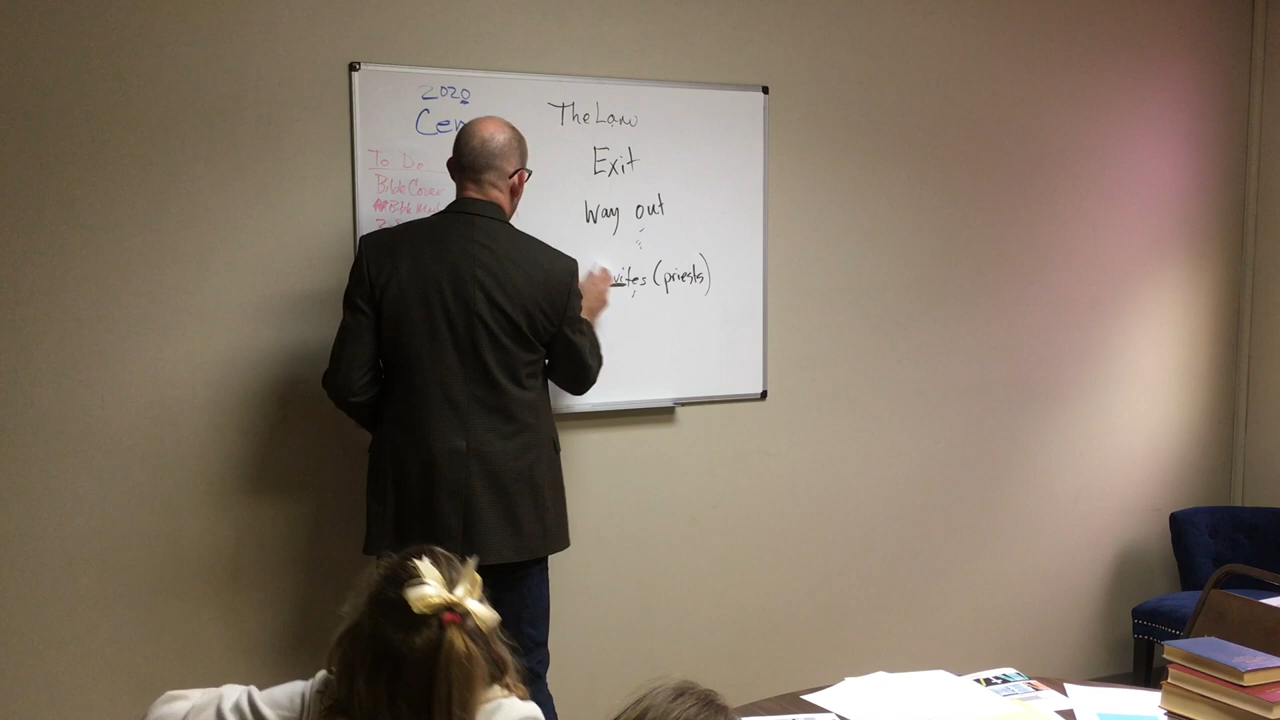 2020
Cen
To Do
Bible Cover
Bible
The Law
Exit
Way out
vites (priests)